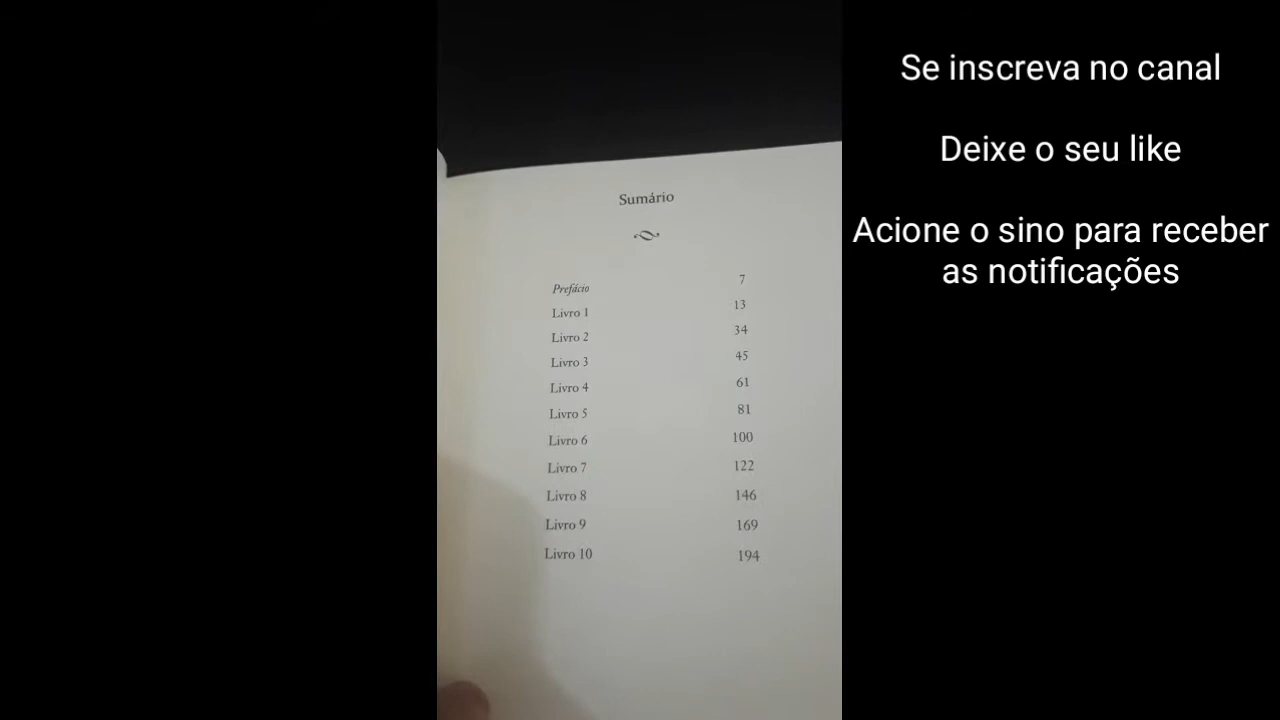 Sumário
Prefácio 7
Livro 1 13
Livro 2 34
Livro 3 45
Livro 4 61
Livro 5 81
Livro 6 100
Livro 7 122
Livro 8 146
Livro 9 169
Livro 10 194
Se inscreva no canal
Deixe o seu like
Acione o sino para receber
as notificações